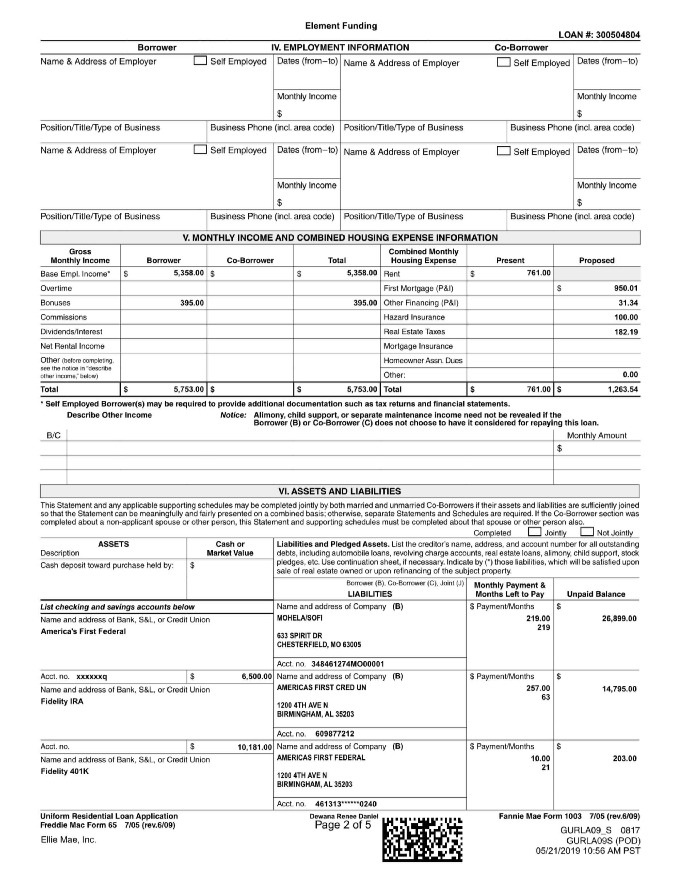 Element Funding
LOAN #: 300504804
Borrower IV. EMPLOYMENT INFORMATION Co-Borrower
Name & Address of Employer Self Employed Dates (from–to) Name & Address of Employer Self Employed Dates (from–to)
Monthly Income Monthly Income
$ $
Position/Title/Type of Business Business Phone (incl. area code) Position/Title/Type of Business Business Phone (incl. area code)
Name & Address of Employer Self Employed Dates (from–to) Name & Address of Employer Self Employed Dates (from–to)
Monthly Income Monthly Income
$ $
Position/Title/Type of Business Business Phone (incl. area code) Position/Title/Type of Business Business Phone (incl. area code)
V. MONTHLY INCOME AND COMBINED HOUSING EXPENSE INFORMATION
Gross Combined Monthly
Monthly Income Borrower Co-Borrower Total Housing Expense Present Proposed
Base Empl. Income* $ 5,358.00 $ $ 5,358.00 Rent $ 761.00
Overtime First Mortgage (P&I) $ 950.01
Bonuses 395.00 395.00 Other Financing (P&I) 31.34
Commissions Hazard Insurance 100.00
Dividends/Interest Real Estate Taxes 182.19
Net Rental Income Mortgage Insurance
Other (before completing, Homeowner Assn. Dues
see the notice in "describe
other income," below) Other: 0.00
Total $ 5,753.00 $ $ 5,753.00 Total $ 761.00 $ 1,263.54
* Self Employed Borrower(s) may be required to provide additional documentation such as tax returns and financial statements.
Describe Other Income Notice: Alimony, child support, or separate maintenance income need not be revealed if the
Borrower (B) or Co-Borrower (C) does not choose to have it considered for repaying this loan.
B/C Monthly Amount
$
VI. ASSETS AND LIABILITIES
This Statement and any applicable supporting schedules may be completed jointly by both married and unmarried Co-Borrowers if their assets and liabilities are sufficiently joined
so that the Statement can be meaningfully and fairly presented on a combined basis; otherwise, separate Statements and Schedules are required. If the Co-Borrower section was
completed about a non-applicant spouse or other person, this Statement and supporting schedules must be completed about that spouse or other person also.
Completed Jointly Not Jointly
ASSETS Cash or Liabilities and Pledged Assets. List the creditor's name, address, and account number for all outstanding
Description Market Value debts, including automobile loans, revolving charge accounts, real estate loans, alimony, child support, stock
Cash deposit toward purchase held by: $ pledges, etc. Use continuation sheet, if necessary. Indicate by (*) those liabilities, which will be satisfied upon
sale of real estate owned or upon refinancing of the subject property.
Borrower (B), Co-Borrower (C), Joint (J) Monthly Payment &
LIABILITIES Months Left to Pay Unpaid Balance
List checking and savings accounts below Name and address of Company (B) $ Payment/Months $
Name and address of Bank, S&L, or Credit Union MOHELA/SOFI 219.00 26,899.00
America's First Federal 219
633 SPIRIT DR
CHESTERFIELD, MO 63005
Acct. no. 348461274MO00001
Acct. no. xxxxxxq $ 6,500.00 Name and address of Company (B) $ Payment/Months $
Name and address of Bank, S&L, or Credit Union AMERICAS FIRST CRED UN 257.00 14,795.00
Fidelity IRA 63
1200 4TH AVE N
BIRMINGHAM, AL 35203
Acct. no. 609877212
Acct. no. $ 10,181.00 Name and address of Company (B) $ Payment/Months $
Name and address of Bank, S&L, or Credit Union AMERICAS FIRST FEDERAL 10.00 203.00
Fidelity 401K 21
1200 4TH AVE N
BIRMINGHAM, AL 35203
Acct. no. 461313******0240
Uniform Residential Loan Application Dewana Renee Daniel Fannie Mae Form 1003 7/05 (rev.6/09)
Freddie Mac Form 65 7/05 (rev.6/09) Page 2 of 5
Ellie Mae, Inc. GURLA09_S 0817
GURLA09S (POD)
05/21/2019 10:56 AM PST